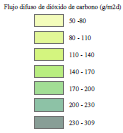 Flujo difuso de dióxido de carbono (g/m2d)
50 -80
80 - 110
110 - 140
140 - 170
170 - 200
200 - 230
230 - 309